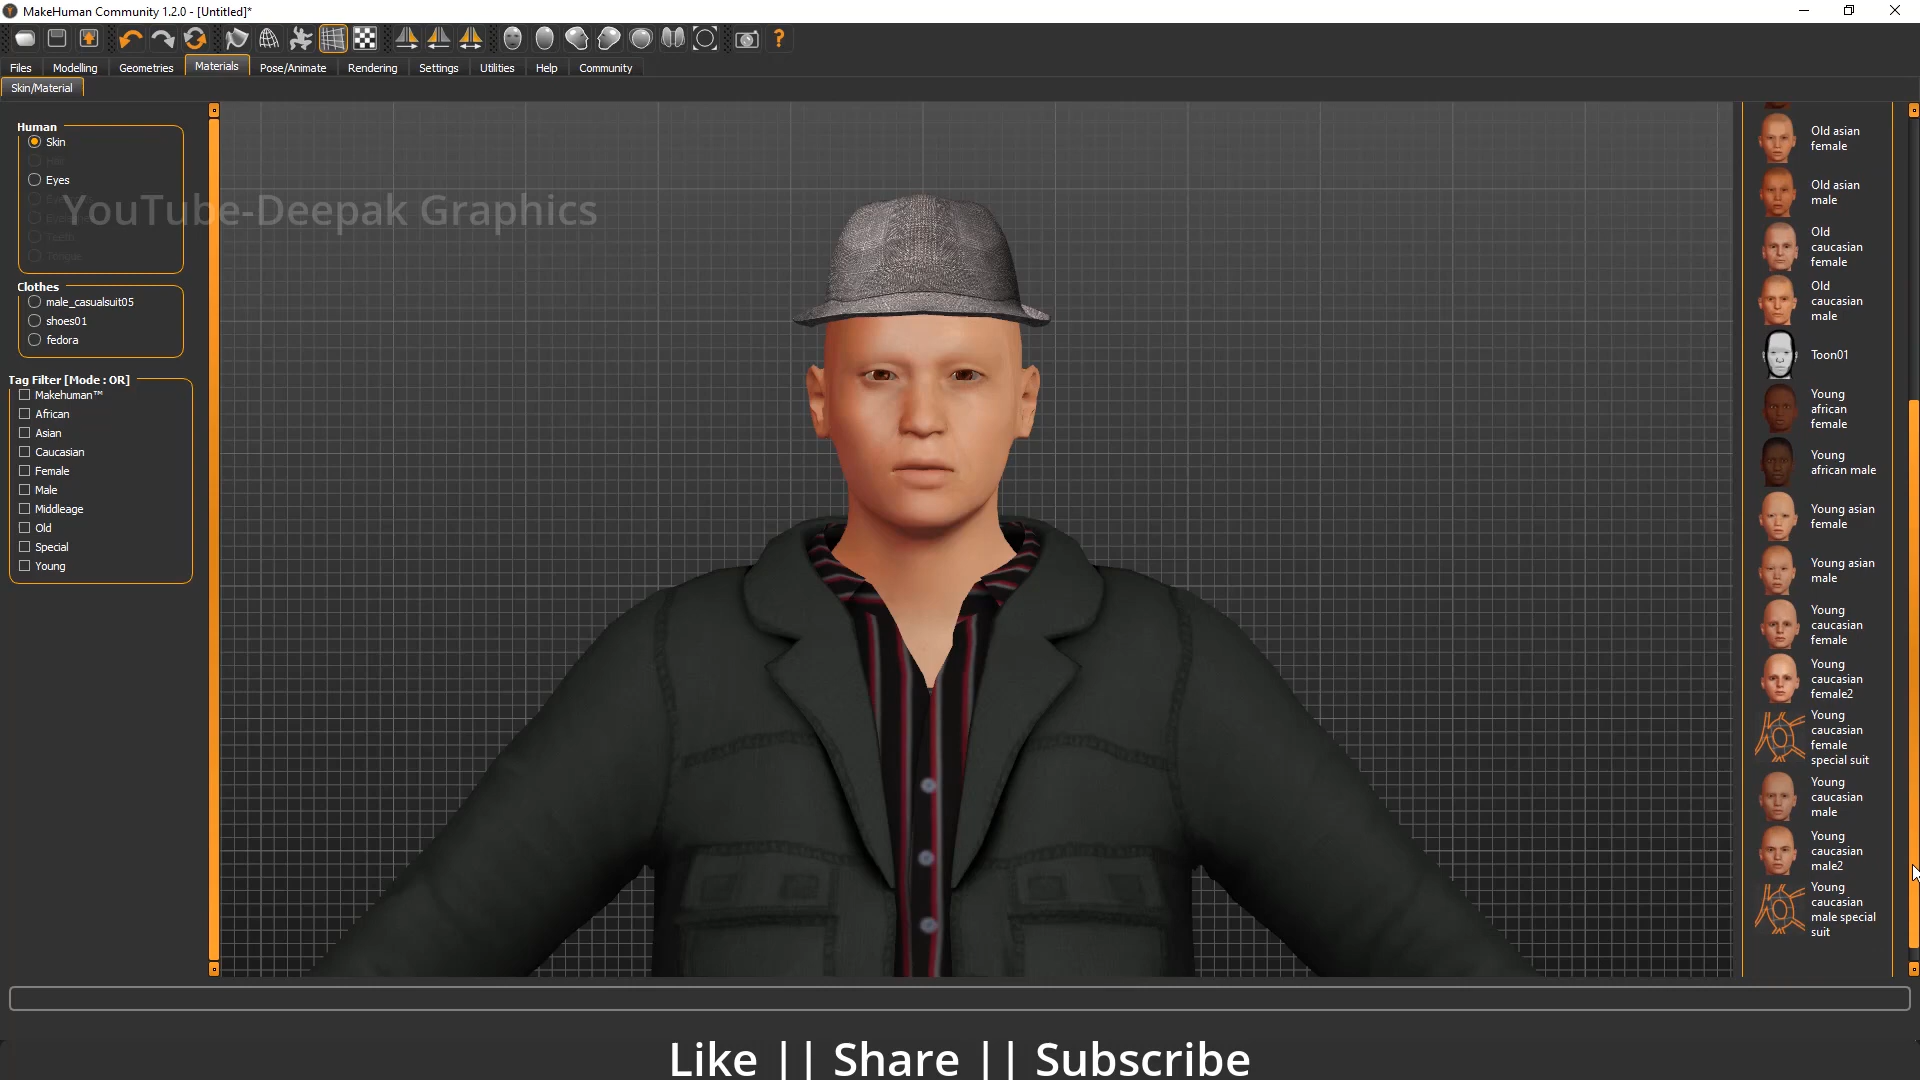 MakeHuman Community 1.2.0 - [Untitled]*
Files
Modelling
Geometries
Materials
Pose/Animate
Rendering
Settings
Utilities
Help
Community
Skin/Material
Human
Skin
Eyes
YouTube-Deepak Graphics
Clothes
male_casualsuit05
shoes01
fedora
Tag Filter [Mode : OR]
Makehuman™
African
Asian
Caucasian
Female
Male
Middleage
Old
Special
Young
Old asian
female
Old asian
male
Old
caucasian
female
Old
caucasian
male
Toon01
Young
african
female
Young
african male
Young asian
female
Young asian
male
Young
caucasian
female
Young
caucasian
female2
Young
caucasian
female
special suit
Young
caucasian
male
Young
caucasian
male2
Young
caucasian
male special
suit
Like || Share || Subscribe